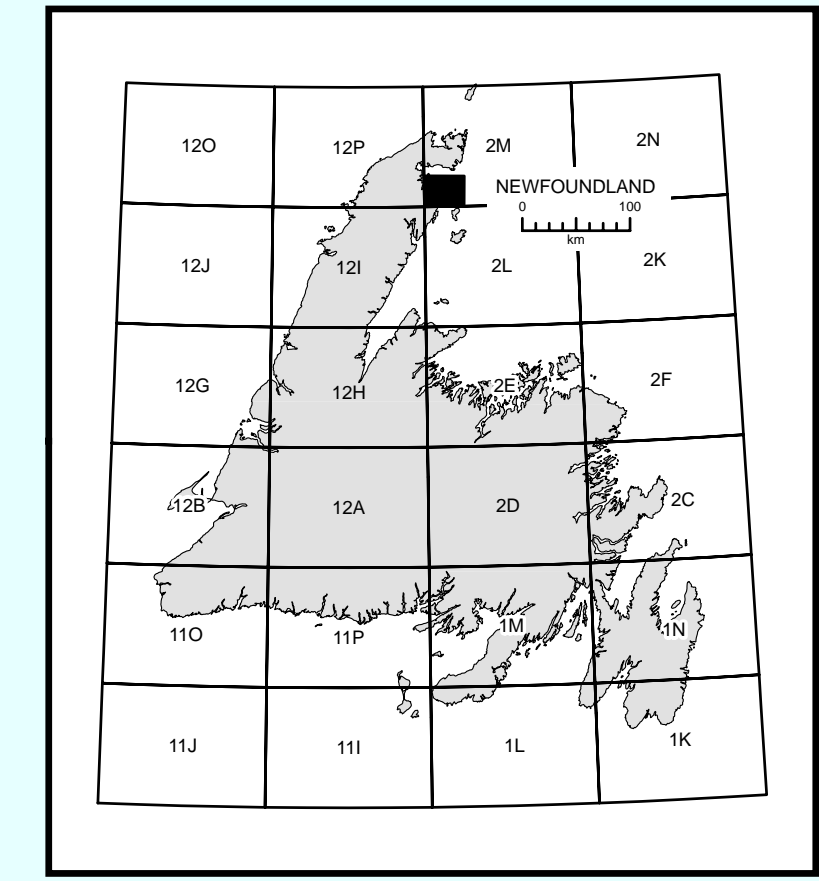 12O 12P 2M 2N
NEWFOUNDLAND
0 100
km
12J 12I 2L 2K
12G 12H 2E 2F
12B 12A 2D 2C
11O 11P 1M 1N
11J 11I 1L 1K